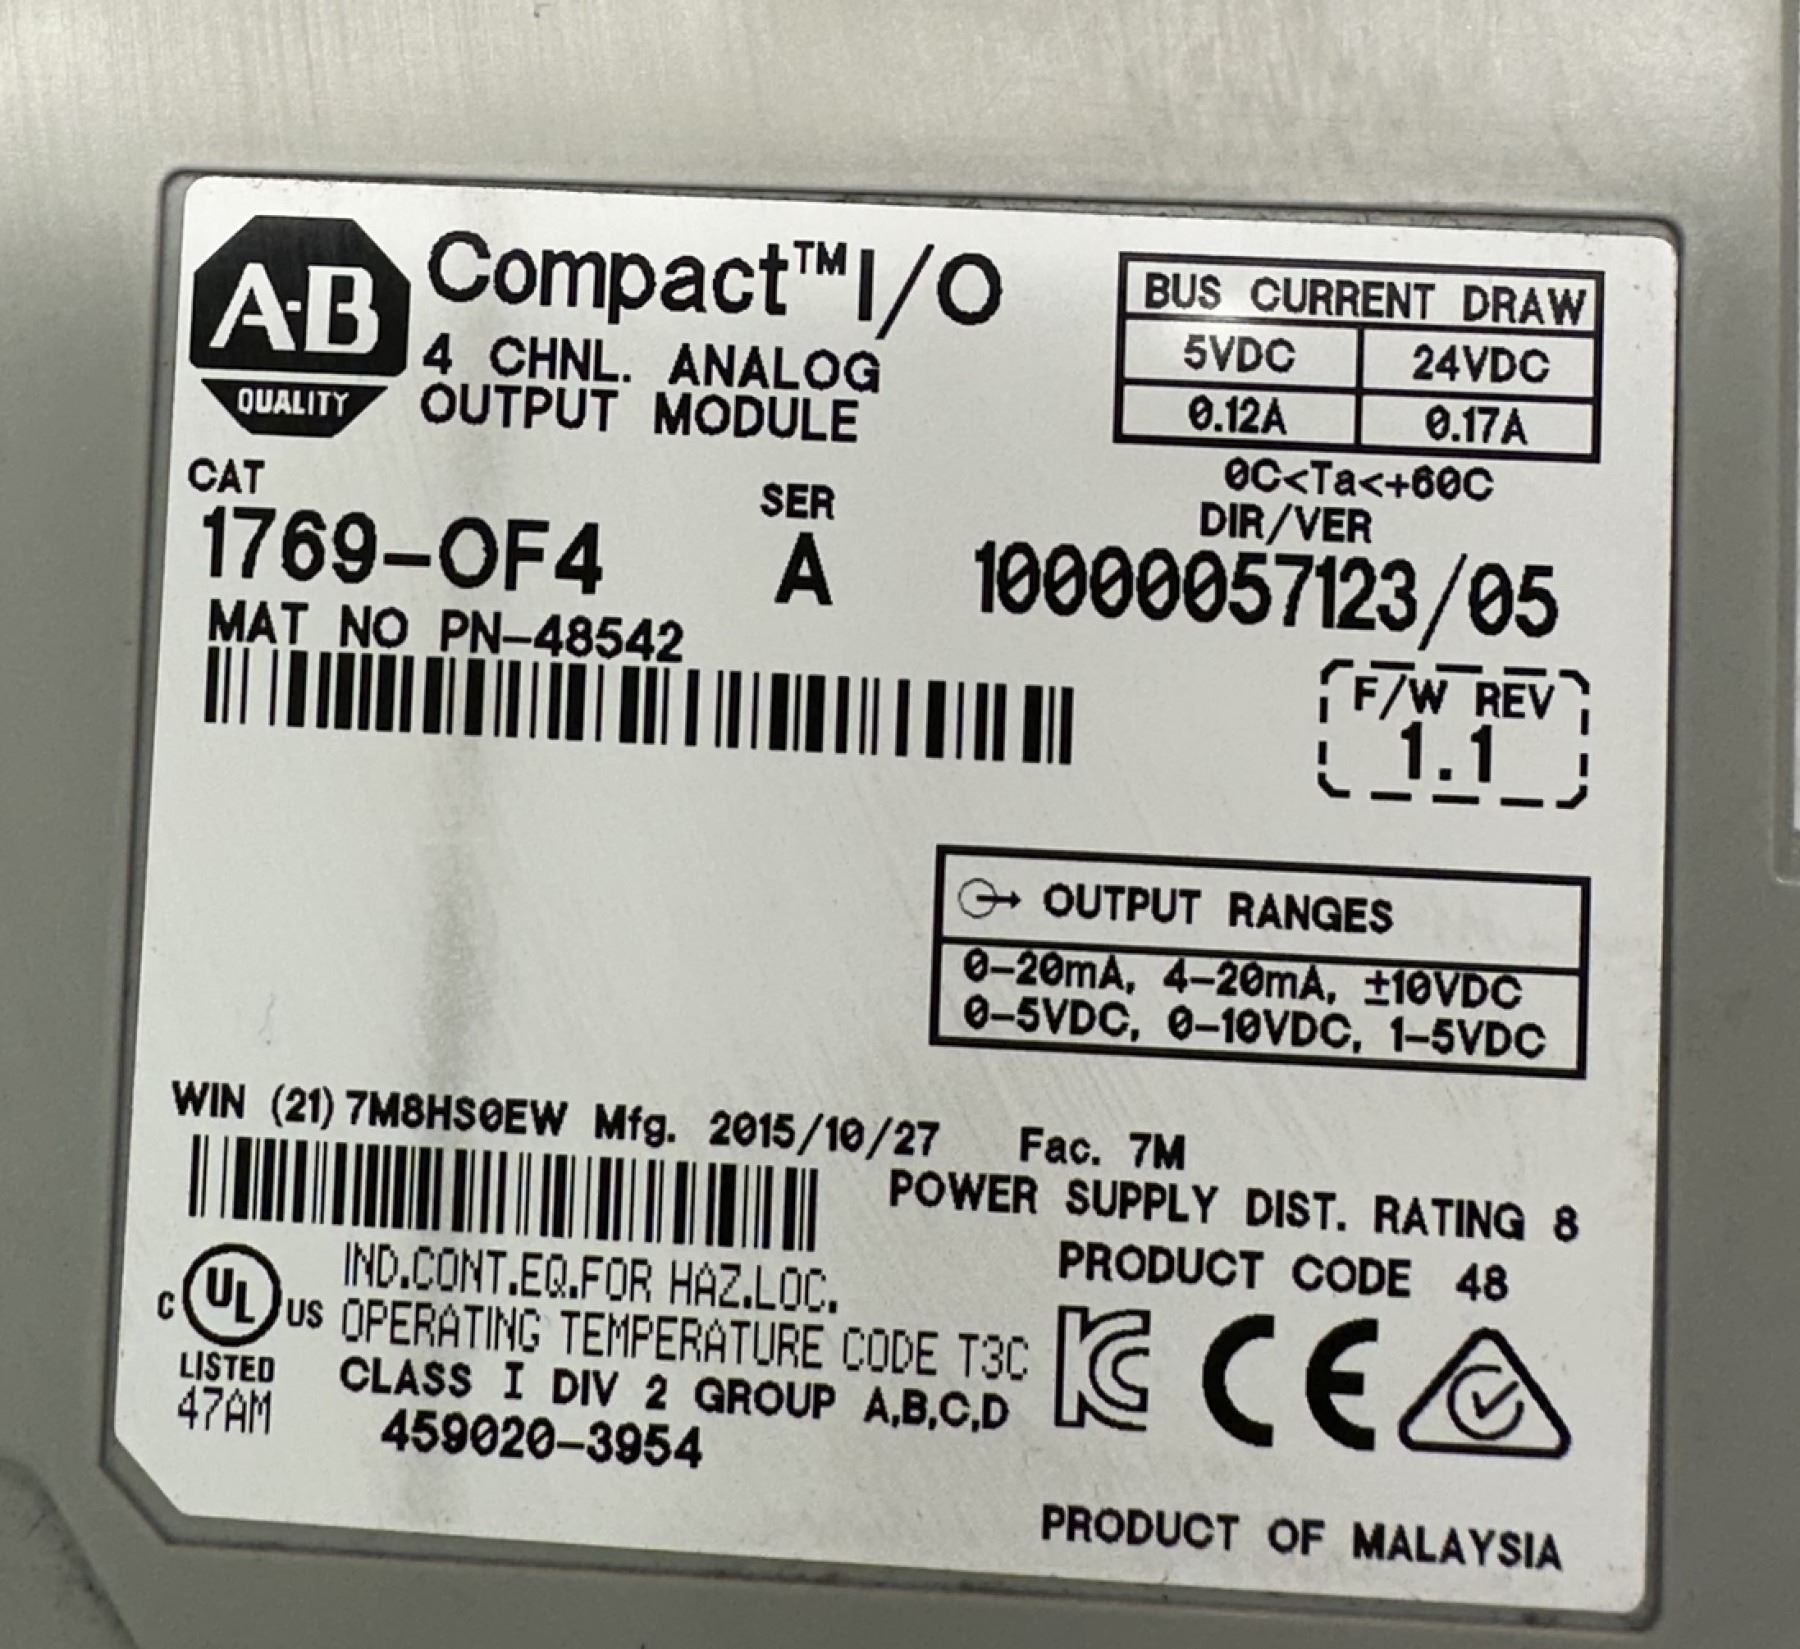 A-B
QUALITY
Compact™ I/O
4 CHNL. ANALOG
OUTPUT MODULE
BUS CURRENT DRAW
5VDC 24VDC
0.12A 0.17A
0C<Ta<+60C
CAT
1769-OF4
SER
A
DIR/VER
10000057123/05
MAT NO PN-48542
F/W REV
1.1
OUTPUT RANGES
0-20mA, 4-20mA, ±10VDC
0-5VDC, 0-10VDC, 1-5VDC
WIN (21) 7M8HS0EW Mfg. 2015/10/27 Fac. 7M
POWER SUPPLY DIST. RATING 8
PRODUCT CODE 48
C UL US
LISTED
47AM
IND.CONT.EQ.FOR HAZ.LOC.
OPERATING TEMPERATURE CODE T3C
CLASS I DIV 2 GROUP A,B,C,D
459020-3954
KC CE
PRODUCT OF MALAYSIA